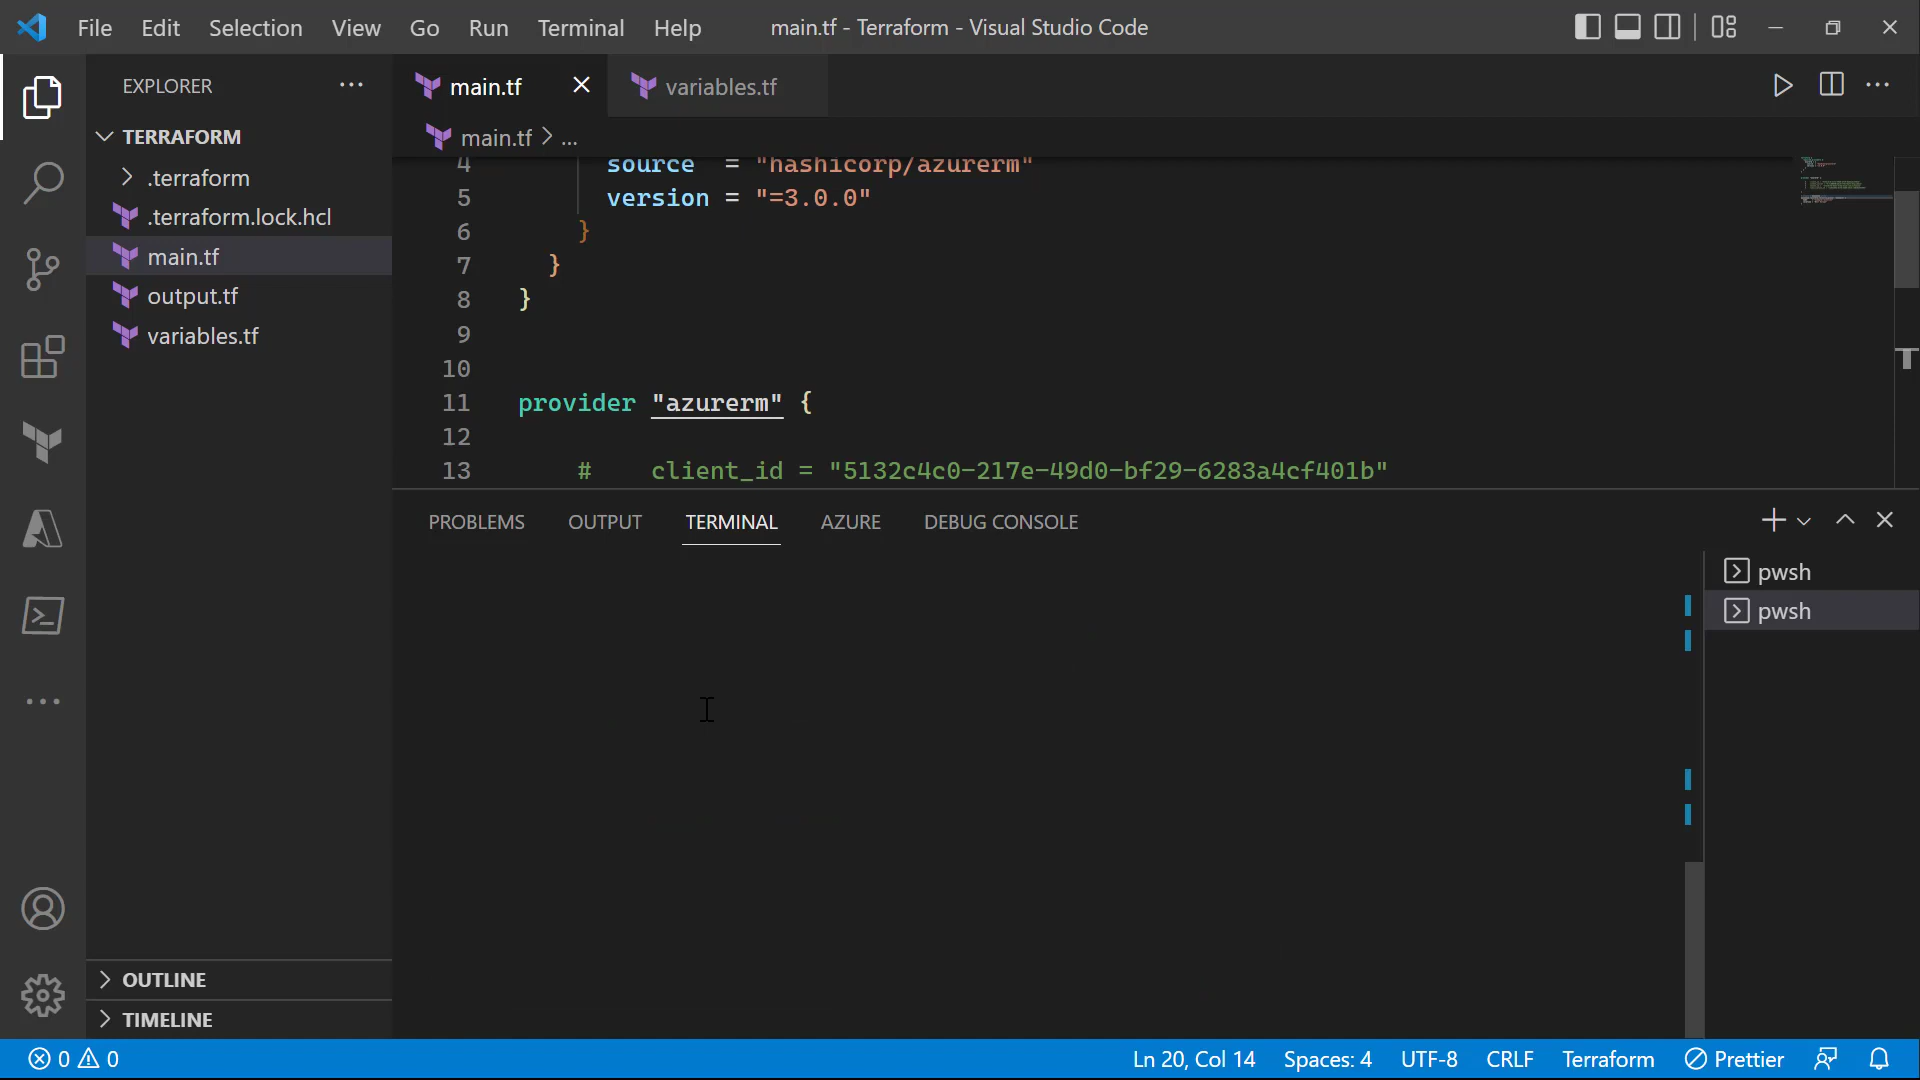 File Edit Selection View Go Run Terminal Help main.tf - Terraform - Visual Studio Code
EXPLORER
TERRAFORM
.terraform
.terraform.lock.hcl
main.tf
output.tf
variables.tf
OUTLINE
TIMELINE
main.tf variables.tf
main.tf > ...
4 source = "hashicorp/azurerm"
5 version = "=3.0.0"
6 }
7 }
8 }
9
10
11 provider "azurerm" {
12
13 # client_id = "5132c4c0-217e-49d0-bf29-6283a4cf401b"
PROBLEMS OUTPUT TERMINAL AZURE DEBUG CONSOLE
pwsh
pwsh
0 0 Ln 20, Col 14 Spaces: 4 UTF-8 CRLF Terraform Prettier